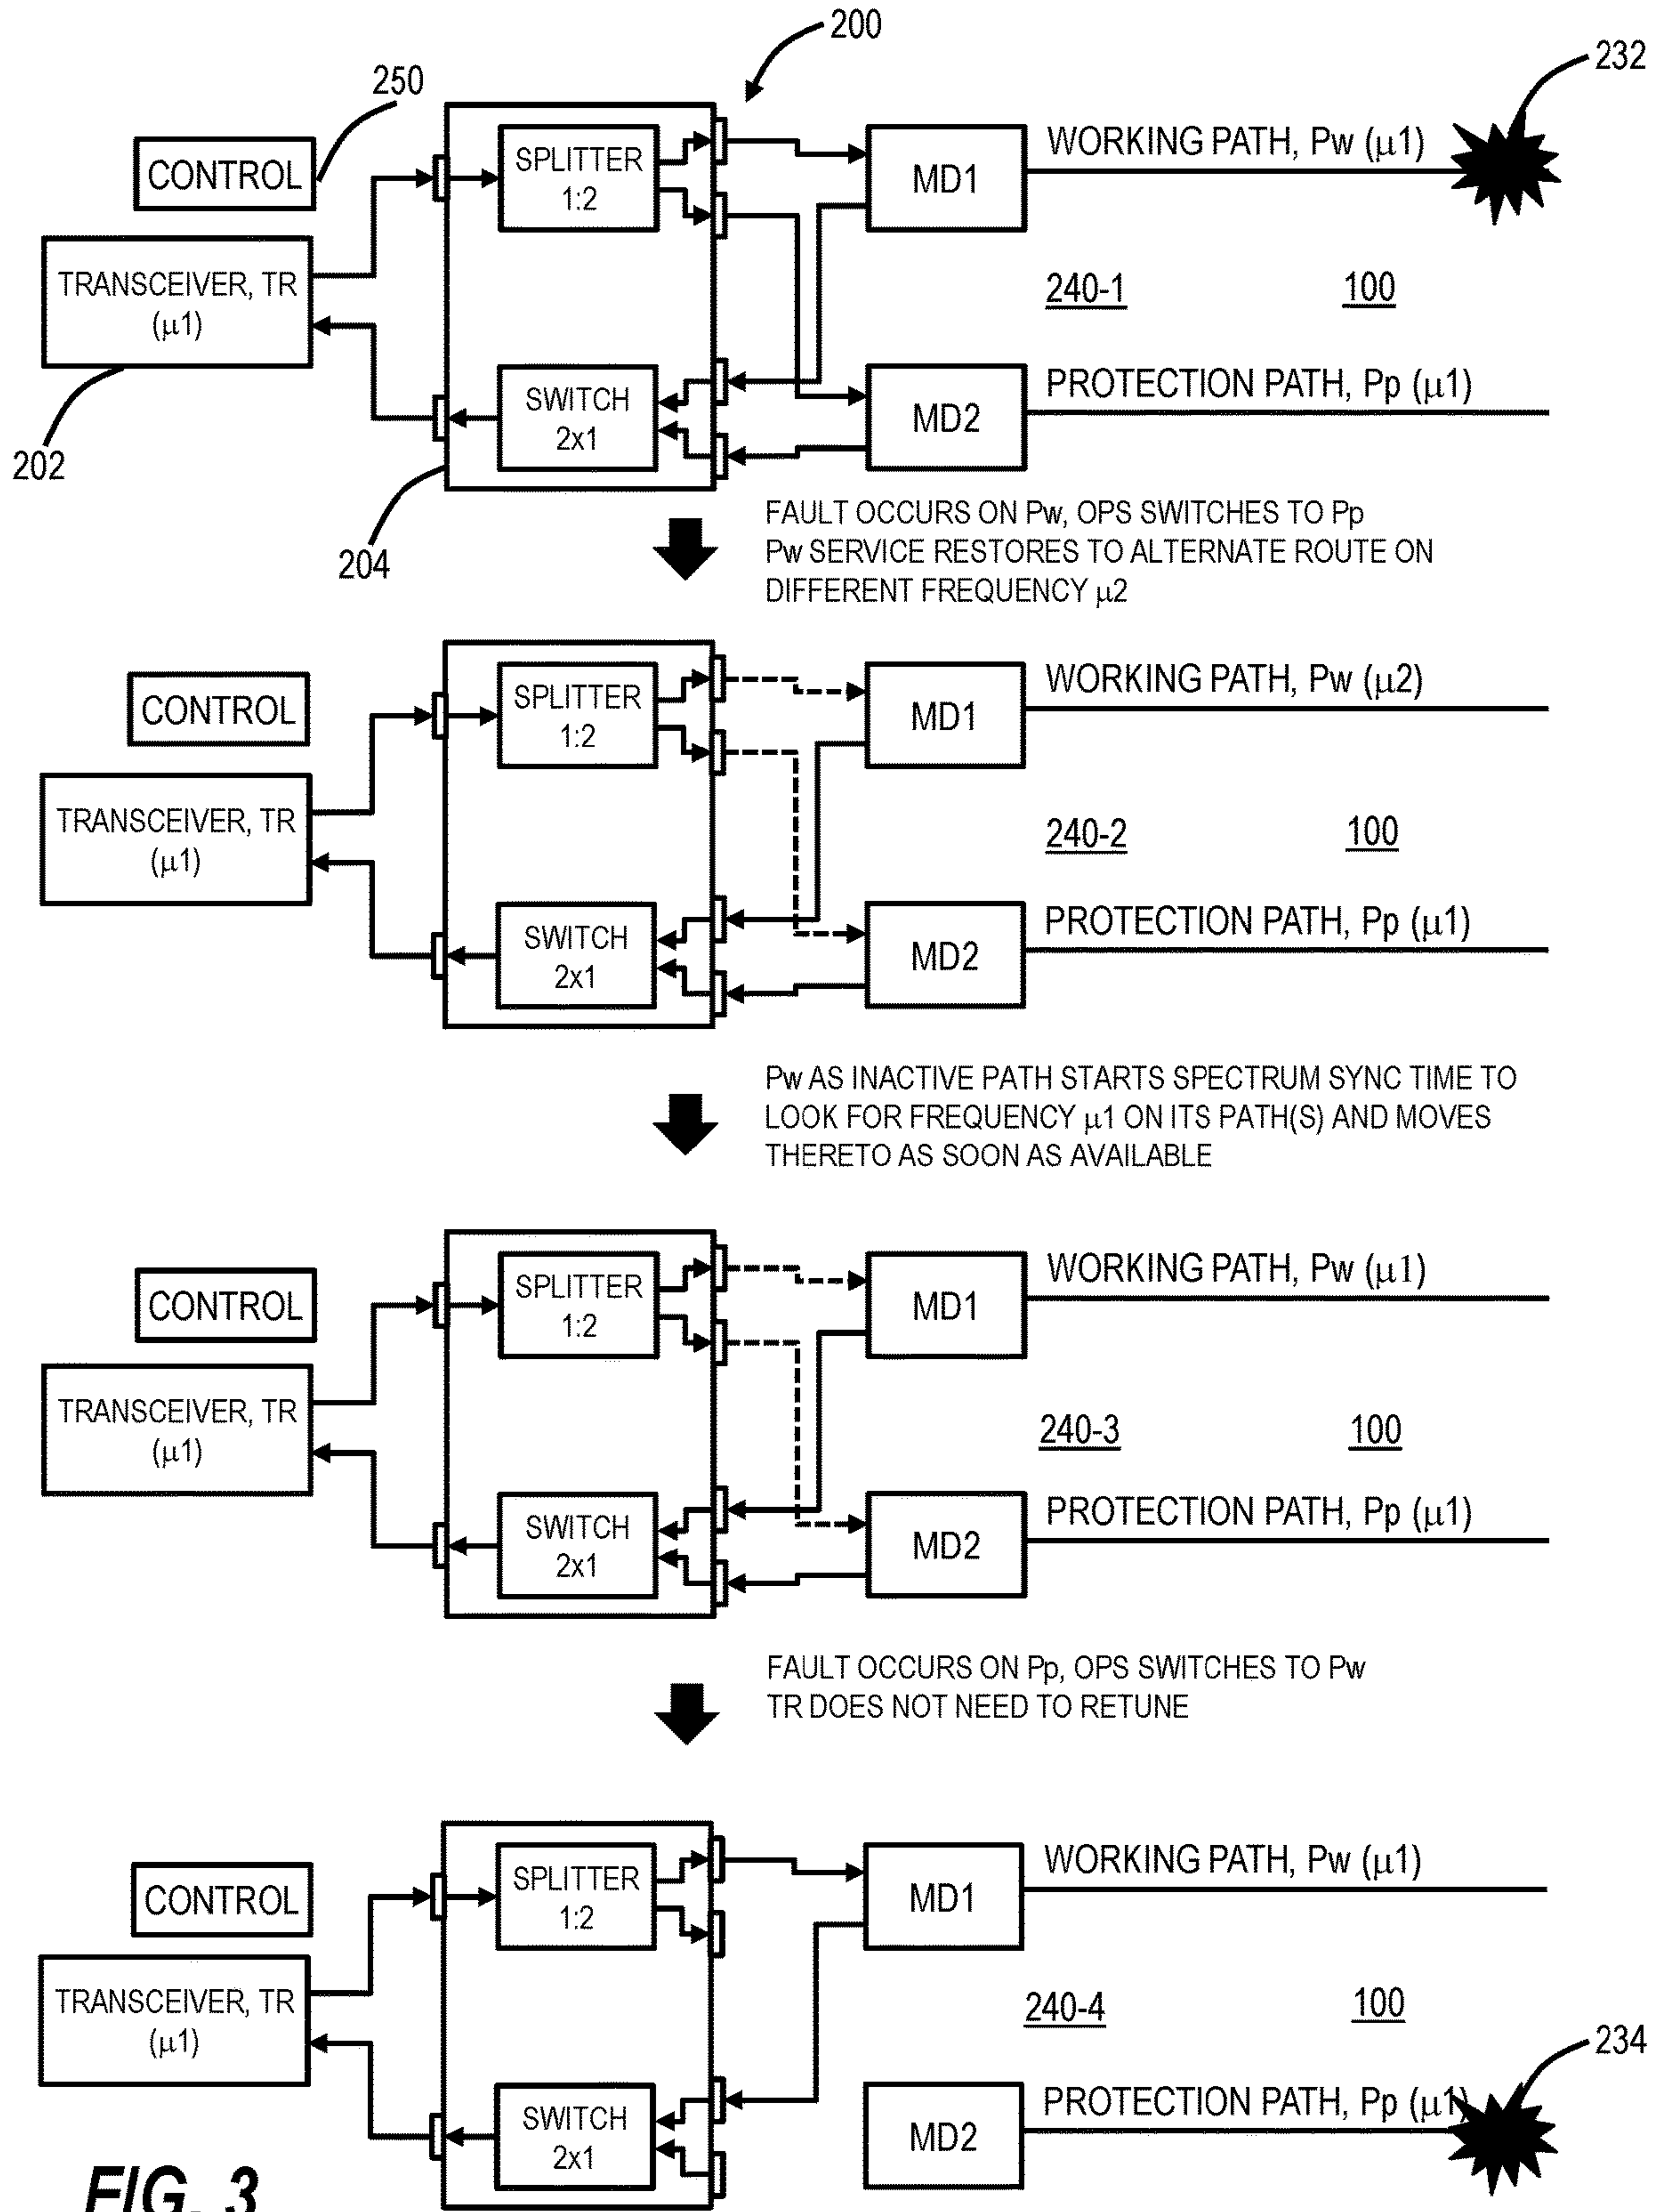 200
232
250
CONTROL
SPLITTER
1:2
MD1
WORKING PATH, Pw (μ1)
TRANSCEIVER, TR
(μ1)
240-1
100
SWITCH
2x1
MD2
PROTECTION PATH, Pp (μ1)
202
204
FAULT OCCURS ON Pw, OPS SWITCHES TO Pp
Pw SERVICE RESTORES TO ALTERNATE ROUTE ON
DIFFERENT FREQUENCY μ2
CONTROL
SPLITTER
1:2
MD1
WORKING PATH, Pw (μ2)
TRANSCEIVER, TR
(μ1)
240-2
100
SWITCH
2x1
MD2
PROTECTION PATH, Pp (μ1)
Pw AS INACTIVE PATH STARTS SPECTRUM SYNC TIME TO
LOOK FOR FREQUENCY μ1 ON ITS PATH(S) AND MOVES
THERETO AS SOON AS AVAILABLE
CONTROL
SPLITTER
1:2
MD1
WORKING PATH, Pw (μ1)
TRANSCEIVER, TR
(μ1)
240-3
100
SWITCH
2x1
MD2
PROTECTION PATH, Pp (μ1)
FAULT OCCURS ON Pp, OPS SWITCHES TO Pw
TR DOES NOT NEED TO RETUNE
CONTROL
SPLITTER
1:2
MD1
WORKING PATH, Pw (μ1)
TRANSCEIVER, TR
(μ1)
240-4
100
234
SWITCH
2x1
MD2
PROTECTION PATH, Pp (μ1)
FIG. 3